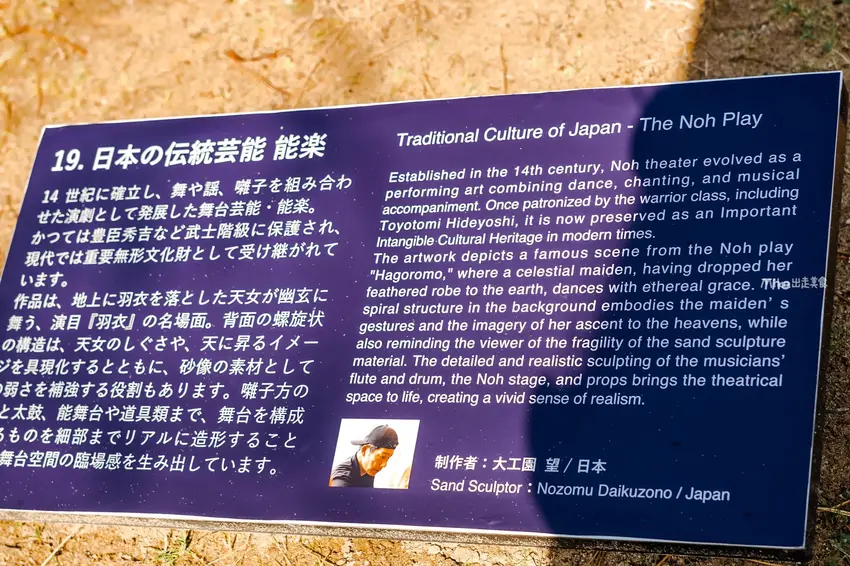 19. 日本の伝統芸能 能楽
14 世紀に確立し、舞や謡、囃子を組み合わ
せた演劇として発展した舞台芸能・能楽。
かつては豊臣秀吉など武士階級に保護され、
現代では重要無形文化財として受け継がれて
います。
作品は、地上に羽衣を落とした天女が幽玄に
舞う、演目『羽衣』の名場面。背面の螺旋状
の構造は、天女のしぐさや、天に昇るイメー
ジを具現化するとともに、砂像の素材として
の弱さを補強する役割もあります。囃子方の
と太鼓、能舞台や道具類まで、舞台を構成
るものを細部までリアルに造形すること
舞台空間の臨場感を生み出しています。
Traditional Culture of Japan - The Noh Play
Established in the 14th century, Noh theater evolved as a
performing art combining dance, chanting, and musical
accompaniment. Once patronized by the warrior class, including
Toyotomi Hideyoshi, it is now preserved as an Important
Intangible Cultural Heritage in modern times.
The artwork depicts a famous scene from the Noh play
"Hagoromo," where a celestial maiden, having dropped her
feathered robe to the earth, dances with ethereal grace. The
spiral structure in the background embodies the maiden' s
gestures and the imagery of her ascent to the heavens, while
also reminding the viewer of the fragility of the sand sculpture
material. The detailed and realistic sculpting of the musicians'
flute and drum, the Noh stage, and props brings the theatrical
space to life, creating a vivid sense of realism.
制作者：大工園 望 / 日本
Sand Sculptor : Nozomu Daikuzono / Japan